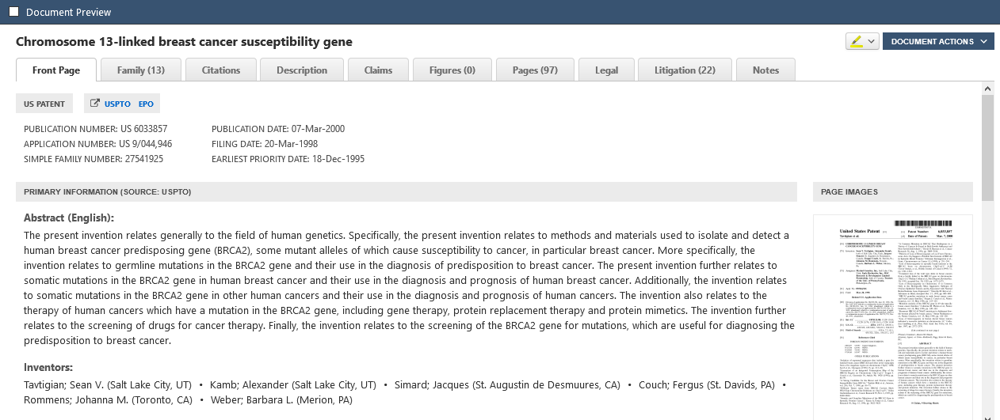 Document Preview
Chromosome 13-linked breast cancer susceptibility gene
DOCUMENT ACTIONS
Front Page Family (13) Citations Description Claims Figures (0) Pages (97) Legal Litigation (22) Notes
US PATENT USPTO EPO
PUBLICATION NUMBER: US 6033857 PUBLICATION DATE: 07-Mar-2000
APPLICATION NUMBER: US 9/044,946 FILING DATE: 20-Mar-1998
SIMPLE FAMILY NUMBER: 27541925 EARLIEST PRIORITY DATE: 18-Dec-1995
PRIMARY INFORMATION (SOURCE: USPTO)
Abstract (English):
The present invention relates generally to the field of human genetics. Specifically, the present invention relates to methods and materials used to isolate and detect a
human breast cancer predisposing gene (BRCA2), some mutant alleles of which cause susceptibility to cancer, in particular breast cancer. More specifically, the
invention relates to germline mutations in the BRCA2 gene and their use in the diagnosis of predisposition to breast cancer. The present invention further relates to
somatic mutations in the BRCA2 gene in human breast cancer and their use in the diagnosis and prognosis of human breast cancer. Additionally, the invention relates
to somatic mutations in the BRCA2 gene in other human cancers and their use in the diagnosis and prognosis of human cancers. The invention also relates to the
therapy of human cancers which have a mutation in the BRCA2 gene, including gene therapy, protein replacement therapy and protein mimetics. The invention further
relates to the screening of drugs for cancer therapy. Finally, the invention relates to the screening of the BRCA2 gene for mutations, which are useful for diagnosing the
predisposition to breast cancer.
Inventors:
Tavtigian; Sean V. (Salt Lake City, UT) • Kamb; Alexander (Salt Lake City, UT) • Simard; Jacques (St. Augustin de Desmaures, CA) • Couch; Fergus (St. Davids, PA) •
Rommens; Johanna M. (Toronto, CA) • Weber; Barbara L. (Merion, PA)
PAGE IMAGES
United States Patent
Patent Number: 6,033,857
Date of Patent: Mar. 7, 2000